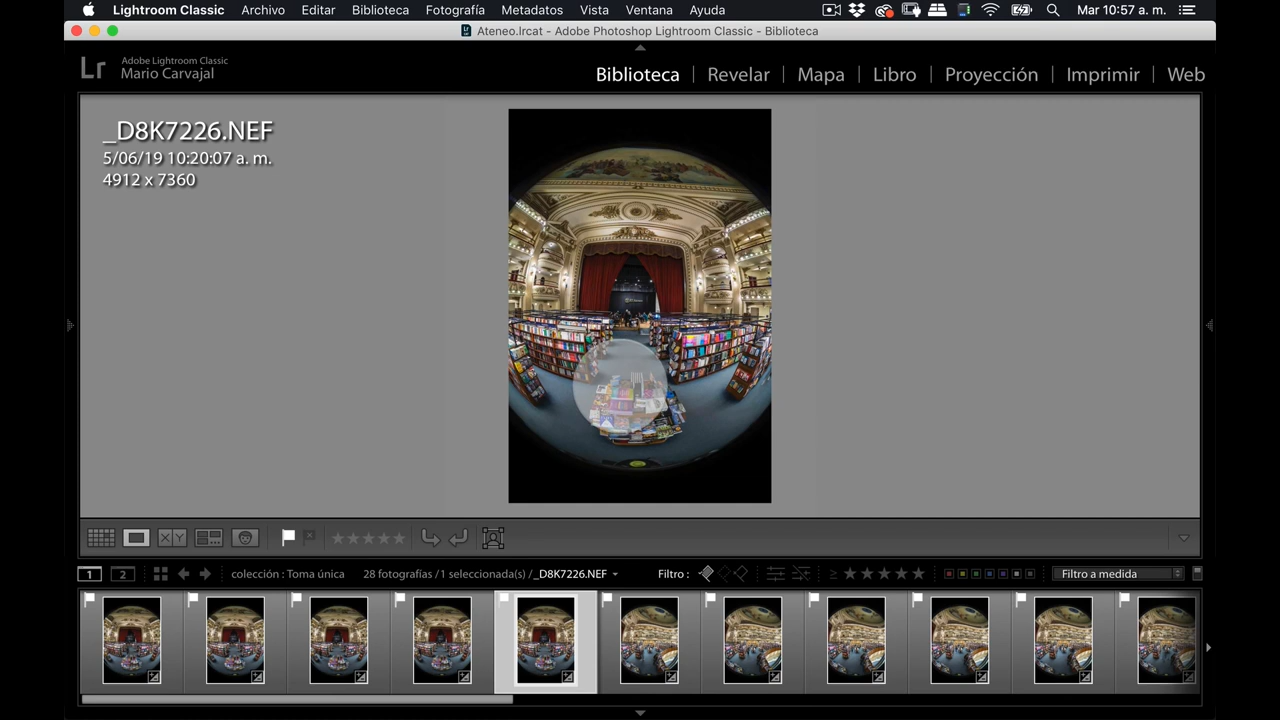 Lightroom Classic Archivo Editar Biblioteca Fotografía Metadatos Vista Ventana Ayuda Mar 10:57 a. m.
Ateneo.lrcat - Adobe Photoshop Lightroom Classic - Biblioteca
Lr Adobe Lightroom Classic
Mario Carvajal
Biblioteca | Revelar | Mapa | Libro | Proyección | Imprimir | Web
_D8K7226.NEF
5/06/19 10:20:07 a. m.
4912 x 7360
X Y
1 2 colección : Toma única 28 fotografías /1 seleccionada(s) /_D8K7226.NEF Filtro : ≥ Filtro a medida